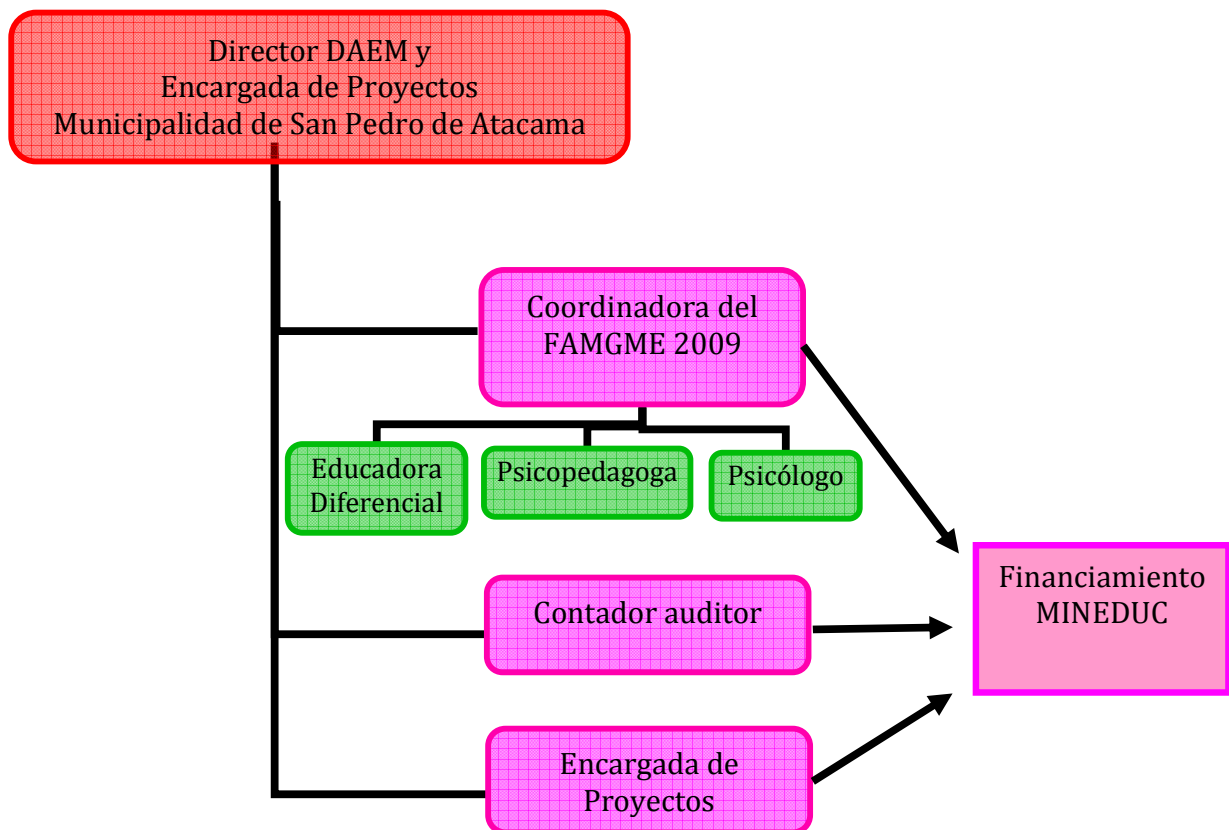 Director DAEM y
Encargada de Proyectos
Municipalidad de San Pedro de Atacama
Coordinadora del
FAMGME 2009
Educadora
Diferencial
Psicopedagoga
Psicólogo
Contador auditor
Financiamiento
MINEDUC
Encargada de
Proyectos